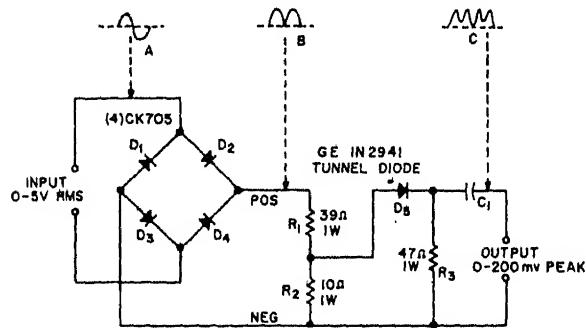 A
B
C
(4)CK705
D1
D2
GE IN2941
TUNNEL DIODE
INPUT
0-5V RMS
POS
39Ω
1W
R1
D5
C1
D3
D4
47Ω
1W
R3
OUTPUT
0-200mv PEAK
10Ω
1W
R2
NEG